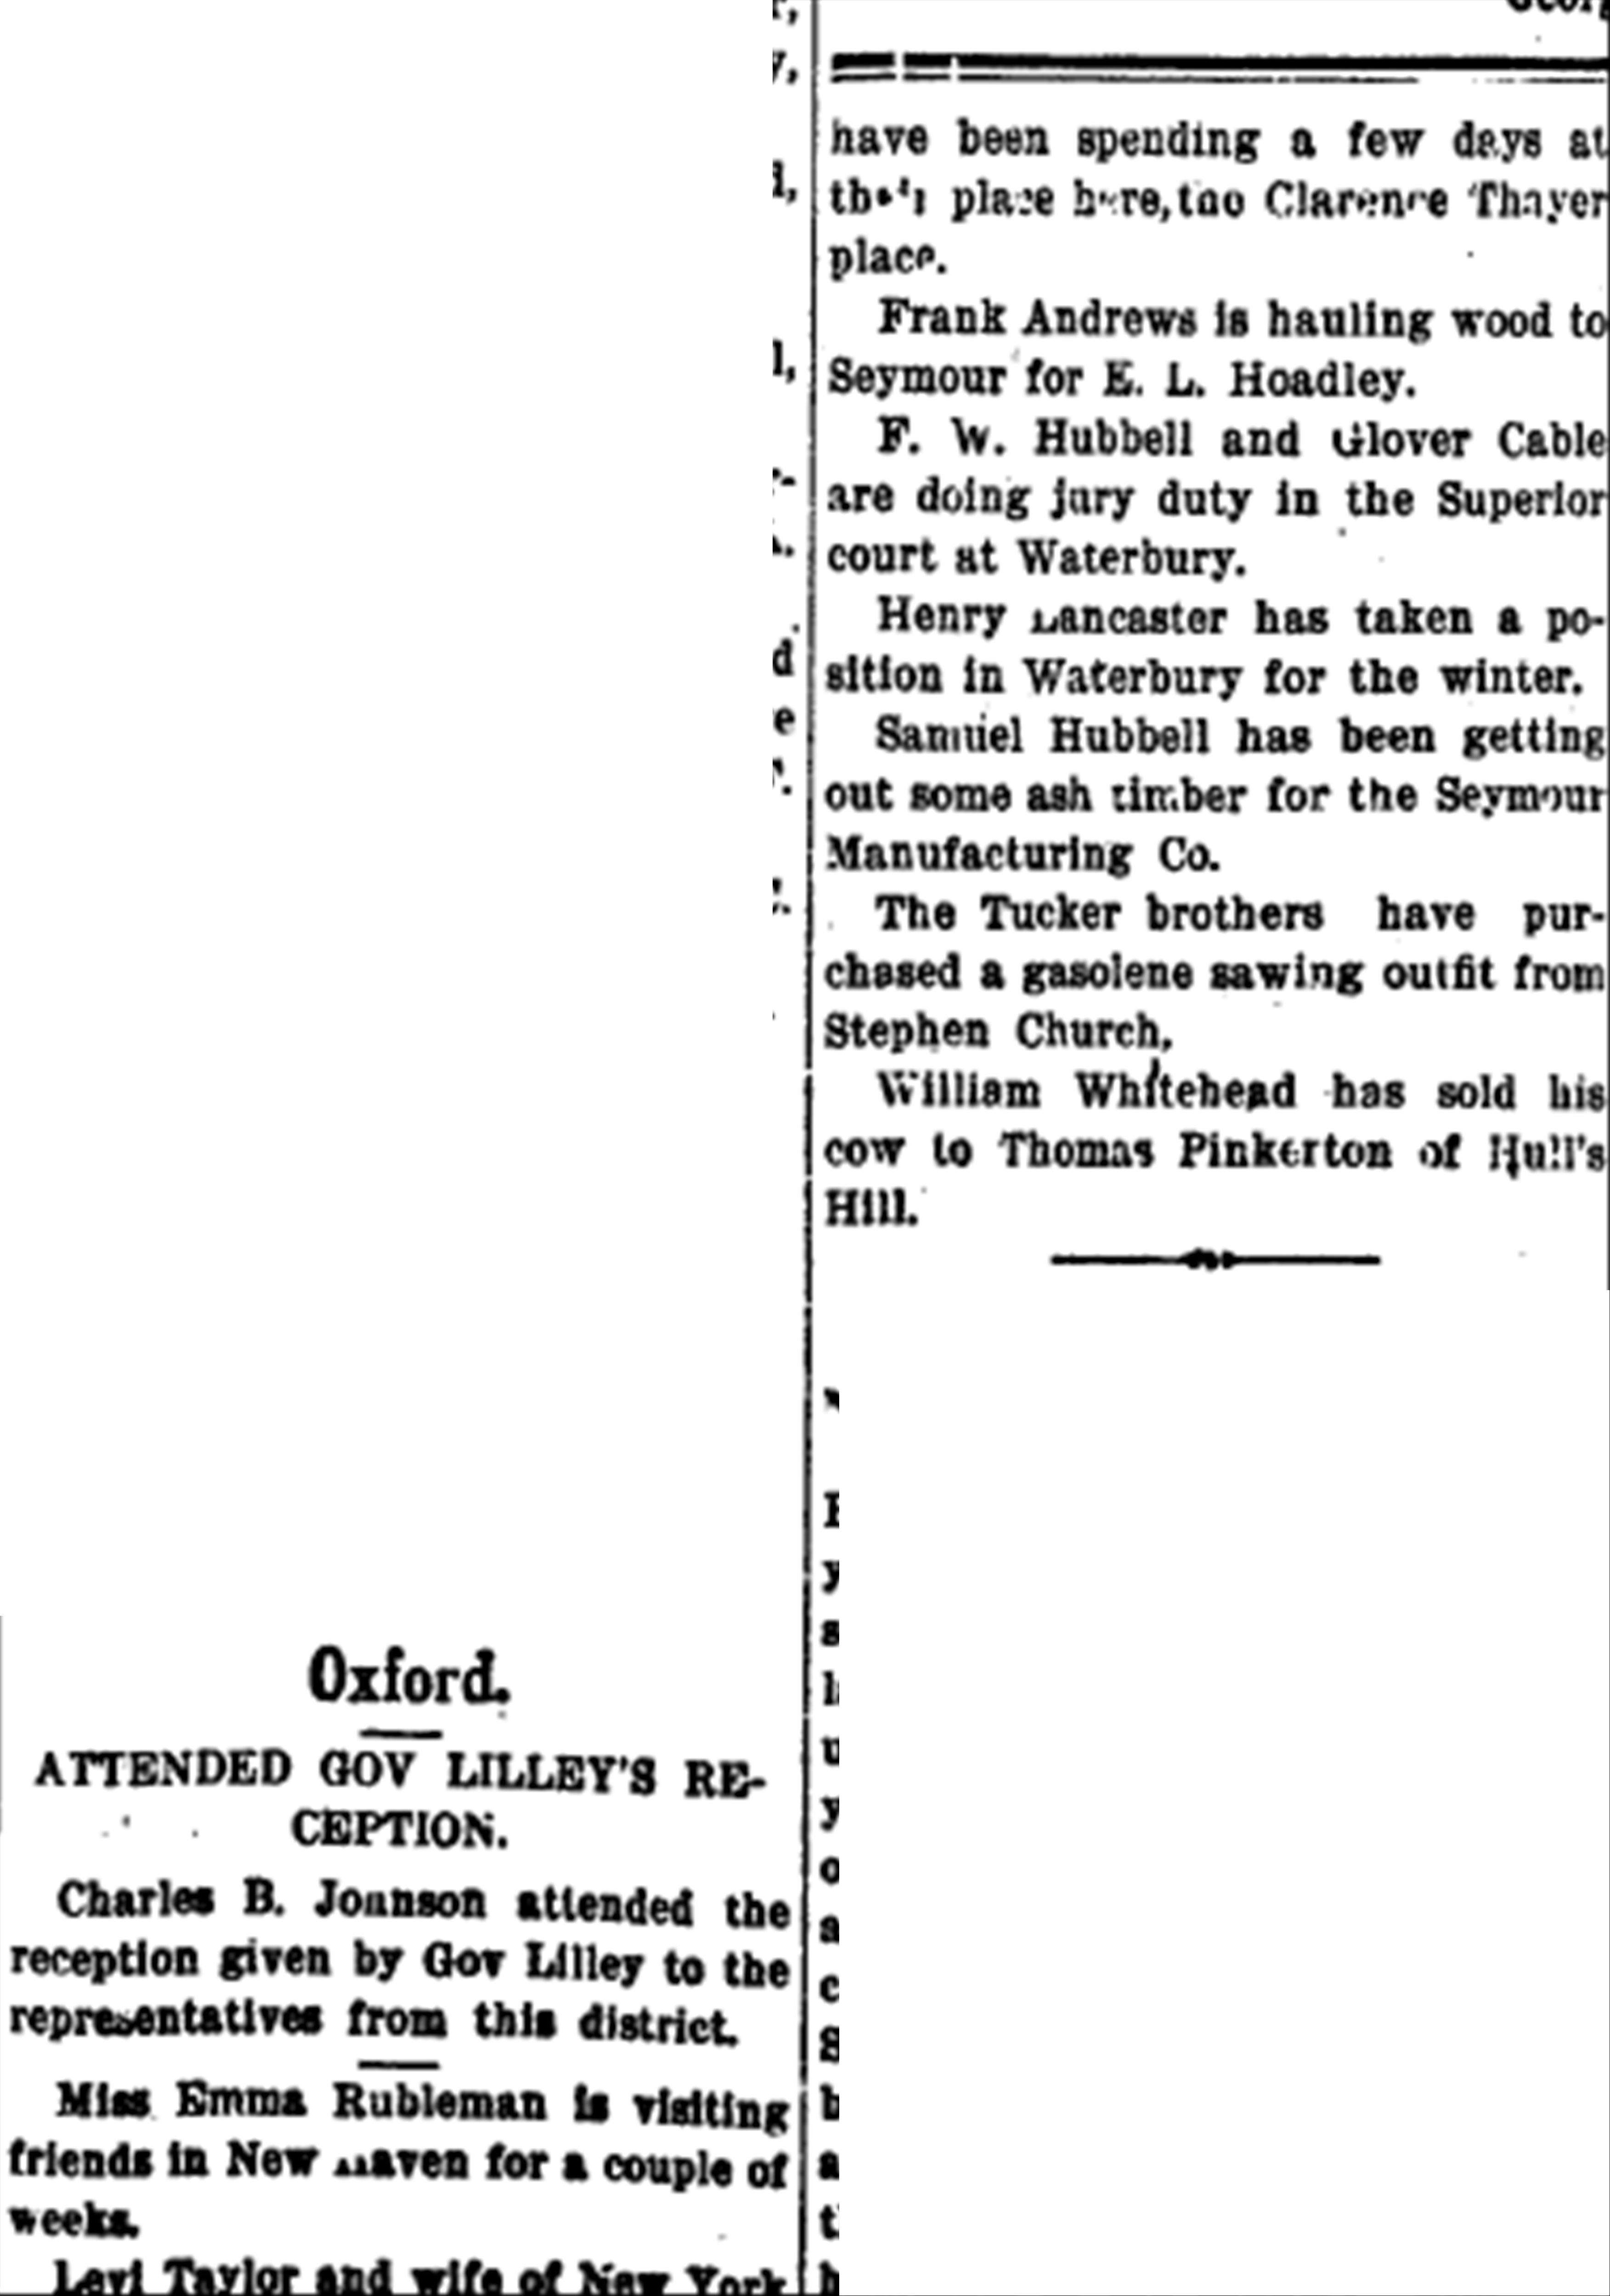 Oxford.
ATTENDED GOV LILLEY'S RE-
CEPTION.
Charles B. Johnson attended the
reception given by Gov Lilley to the
representatives from this district.
Miss Emma Rubleman is visiting
friends in New Haven for a couple of
weeks.
Levi Taylor and wife of New York
have been spending a few days at
their place here, the Clarence Thayer
place.
Frank Andrews is hauling wood to
Seymour for E. L. Hoadley.
F. W. Hubbell and Glover Cable
are doing jury duty in the Superior
court at Waterbury.
Henry Lancaster has taken a po-
sition in Waterbury for the winter.
Samuel Hubbell has been getting
out some ash timber for the Seymour
Manufacturing Co.
The Tucker brothers have pur-
chased a gasolene sawing outfit from
Stephen Church.
William Whitehead has sold his
cow to Thomas Pinkerton of Hull's
Hill.